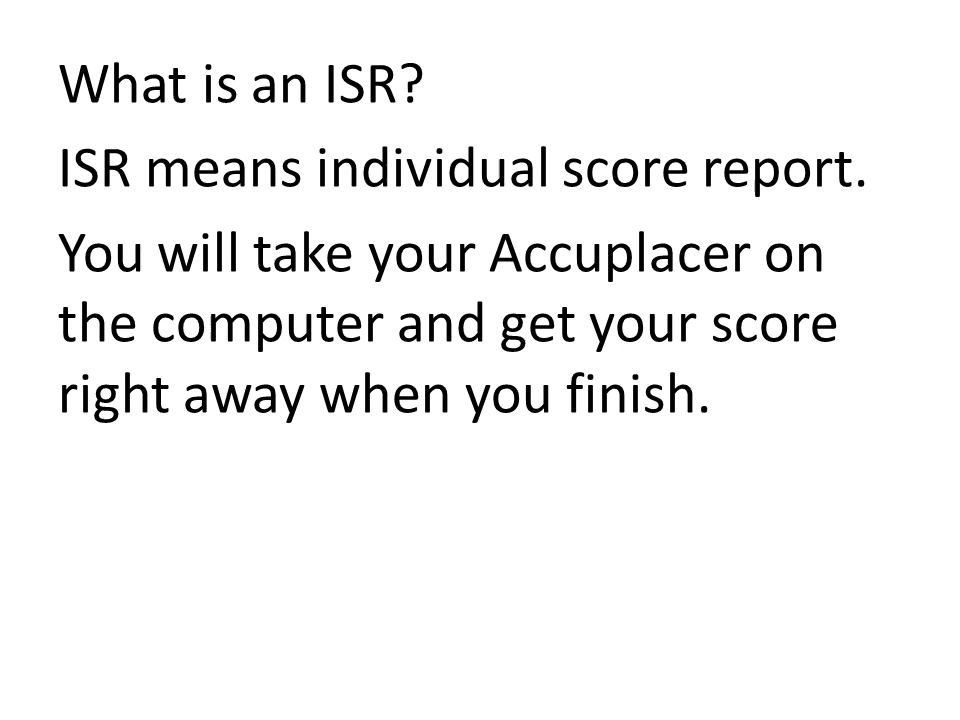 What is an ISR?
ISR means individual score report.
You will take your Accuplacer on
the computer and get your score
right away when you finish.